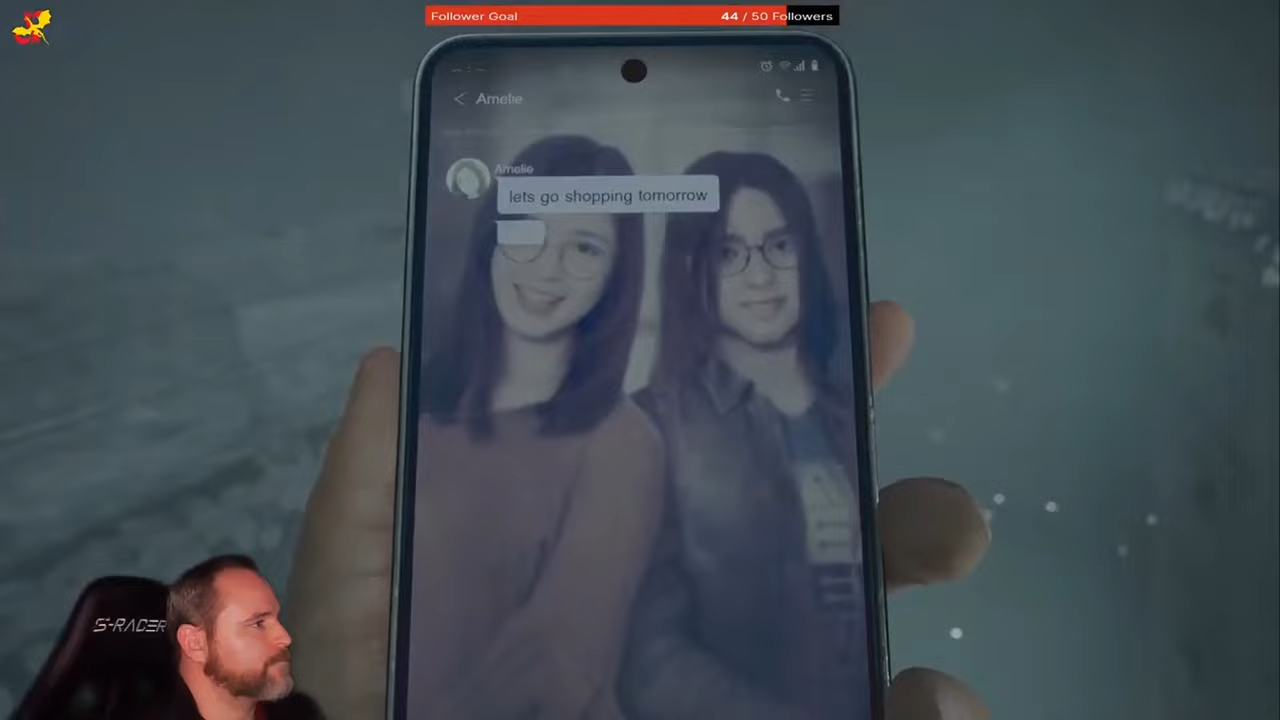 Follower Goal 44 / 50 Followers
Amelie
Amelie
lets go shopping tomorrow
S-RACER